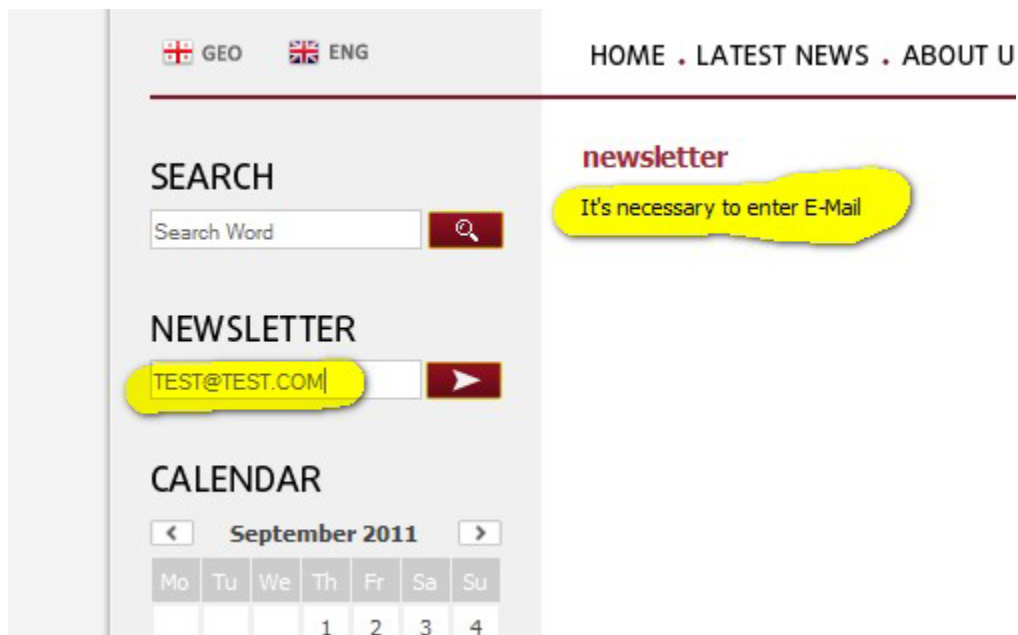 GEO ENG
HOME . LATEST NEWS . ABOUT U
SEARCH
Search Word
NEWSLETTER
TEST@TEST.COM
CALENDAR
September 2011
Mo Tu We Th Fr Sa Su
1 2 3 4
newsletter
It's necessary to enter E-Mail